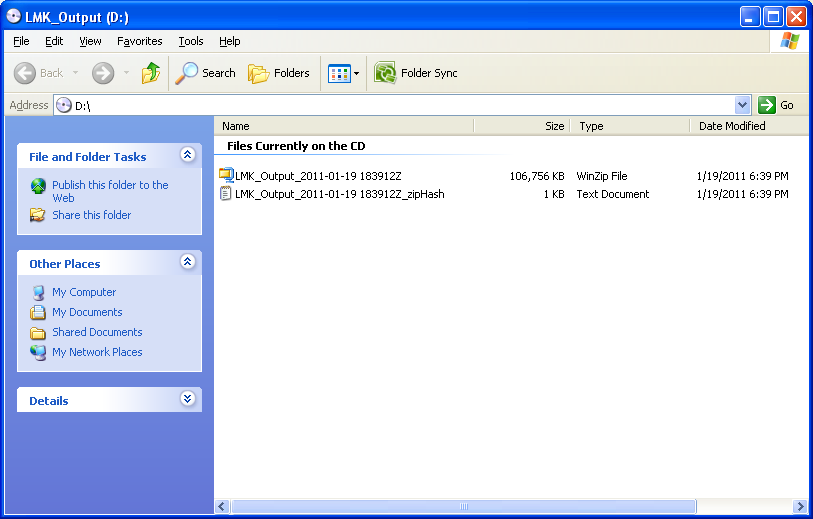 LMK_Output (D:)
File Edit View Favorites Tools Help
Back Search Folders Folder Sync
Address D:\ Go
File and Folder Tasks
Publish this folder to the
Web
Share this folder
Other Places
My Computer
My Documents
Shared Documents
My Network Places
Details
Name Size Type Date Modified
Files Currently on the CD
LMK_Output_2011-01-19 183912Z 106,756 KB WinZip File 1/19/2011 6:39 PM
LMK_Output_2011-01-19 183912Z_zipHash 1 KB Text Document 1/19/2011 6:39 PM